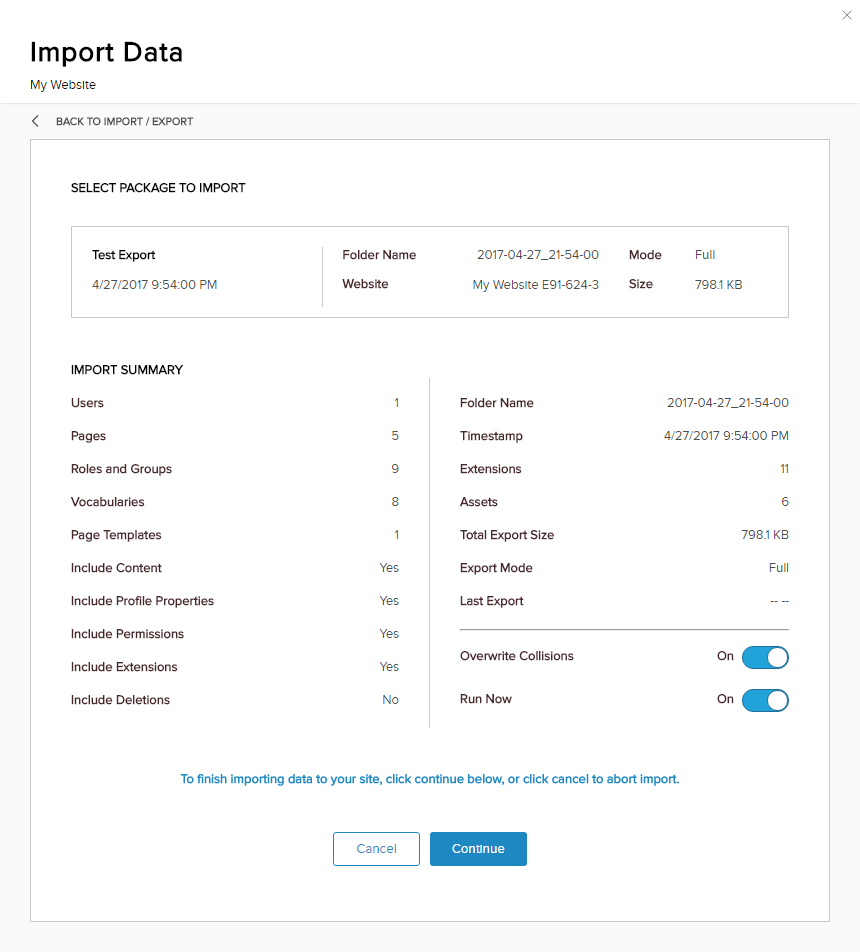 Import Data
My Website
BACK TO IMPORT / EXPORT
SELECT PACKAGE TO IMPORT
Test Export
4/27/2017 9:54:00 PM
Folder Name 2017-04-27_21-54-00 Mode Full
Website My Website E91-624-3 Size 798.1 KB
IMPORT SUMMARY
Users 1
Pages 5
Roles and Groups 9
Vocabularies 8
Page Templates 1
Include Content Yes
Include Profile Properties Yes
Include Permissions Yes
Include Extensions Yes
Include Deletions No
Folder Name 2017-04-27_21-54-00
Timestamp 4/27/2017 9:54:00 PM
Extensions 11
Assets 6
Total Export Size 798.1 KB
Export Mode Full
Last Export -- --
Overwrite Collisions On
Run Now On
To finish importing data to your site, click continue below, or click cancel to abort import.
Cancel Continue